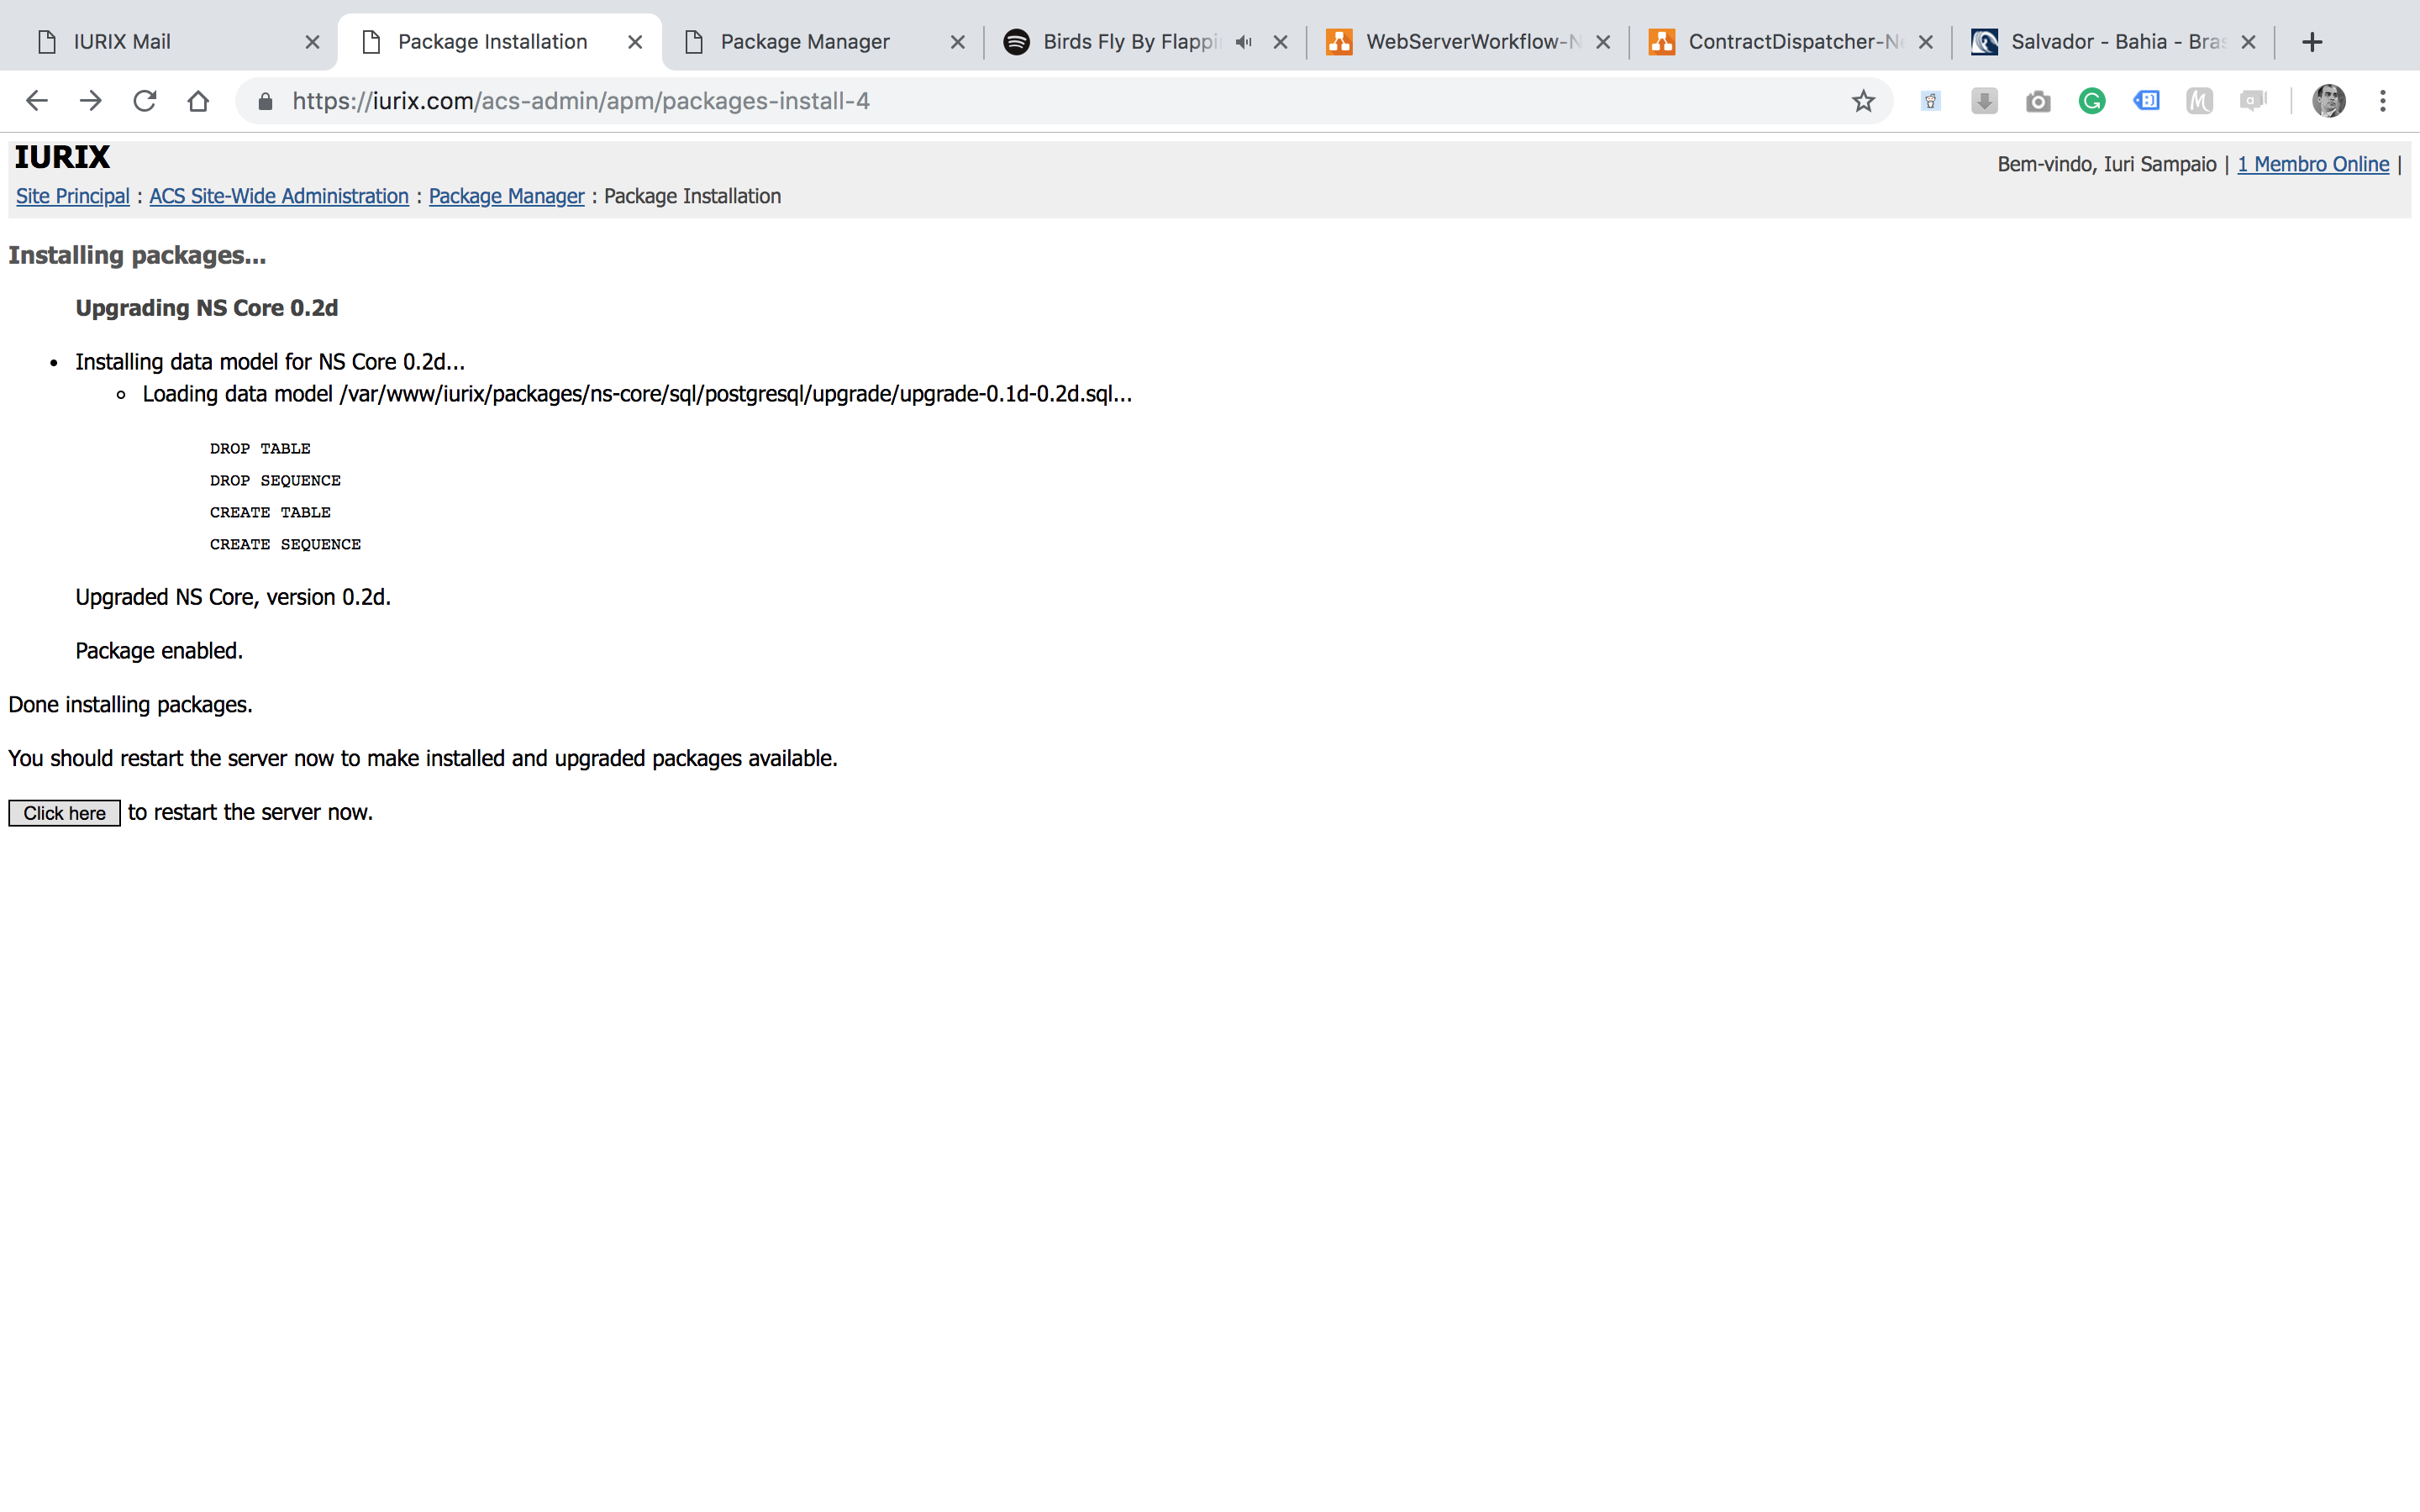 IURIX Mail
Package Installation
Package Manager
Birds Fly By Flappi
WebServerWorkflow-N
ContractDispatcher-N
Salvador - Bahia - Bras
https://iurix.com/acs-admin/apm/packages-install-4
IURIX
Bem-vindo, Iuri Sampaio | 1 Membro Online |
Site Principal : ACS Site-Wide Administration : Package Manager : Package Installation
Installing packages...
Upgrading NS Core 0.2d
• Installing data model for NS Core 0.2d...
Loading data model /var/www/iurix/packages/ns-core/sql/postgresql/upgrade/upgrade-0.1d-0.2d.sql...
DROP TABLE
DROP SEQUENCE
CREATE TABLE
CREATE SEQUENCE
Upgraded NS Core, version 0.2d.
Package enabled.
Done installing packages.
You should restart the server now to make installed and upgraded packages available.
Click here to restart the server now.